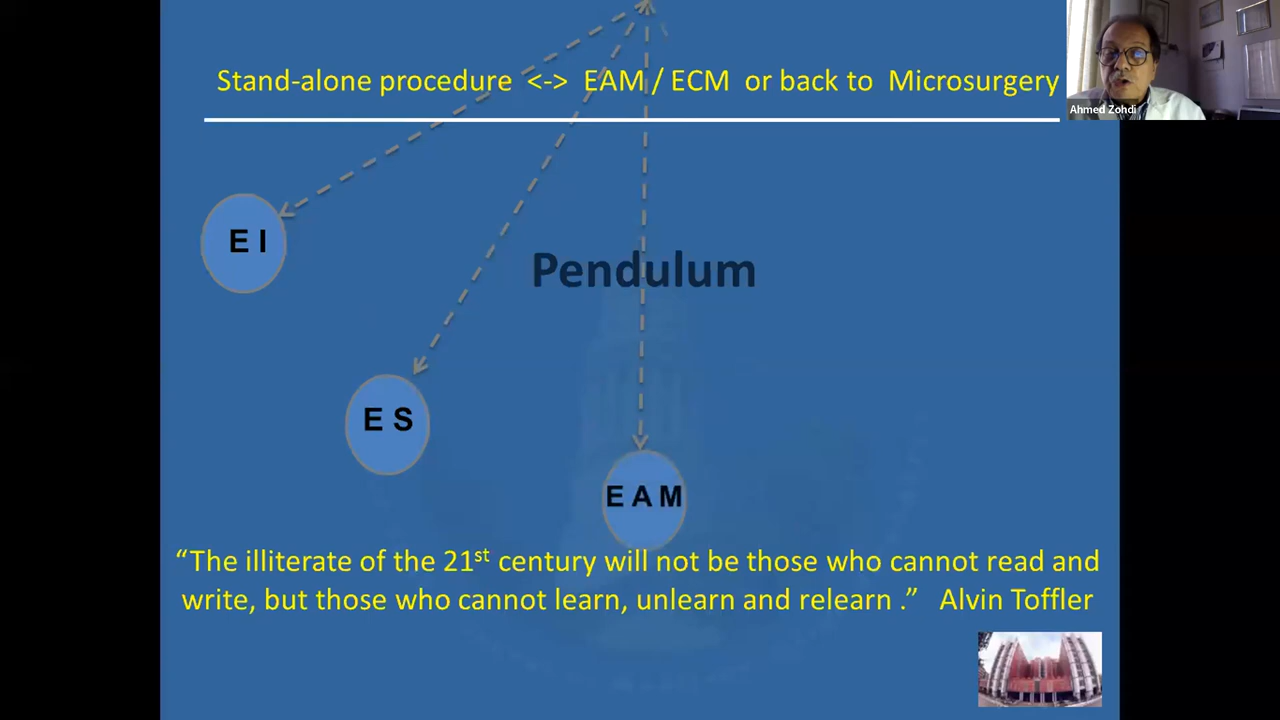 Stand-alone procedure <-> EAM / ECM or back to Microsurgery
Ahmed Zohdi
E I
Pendulum
E S
E A M
“The illiterate of the 21st century will not be those who cannot read and
write, but those who cannot learn, unlearn and relearn .” Alvin Toffler